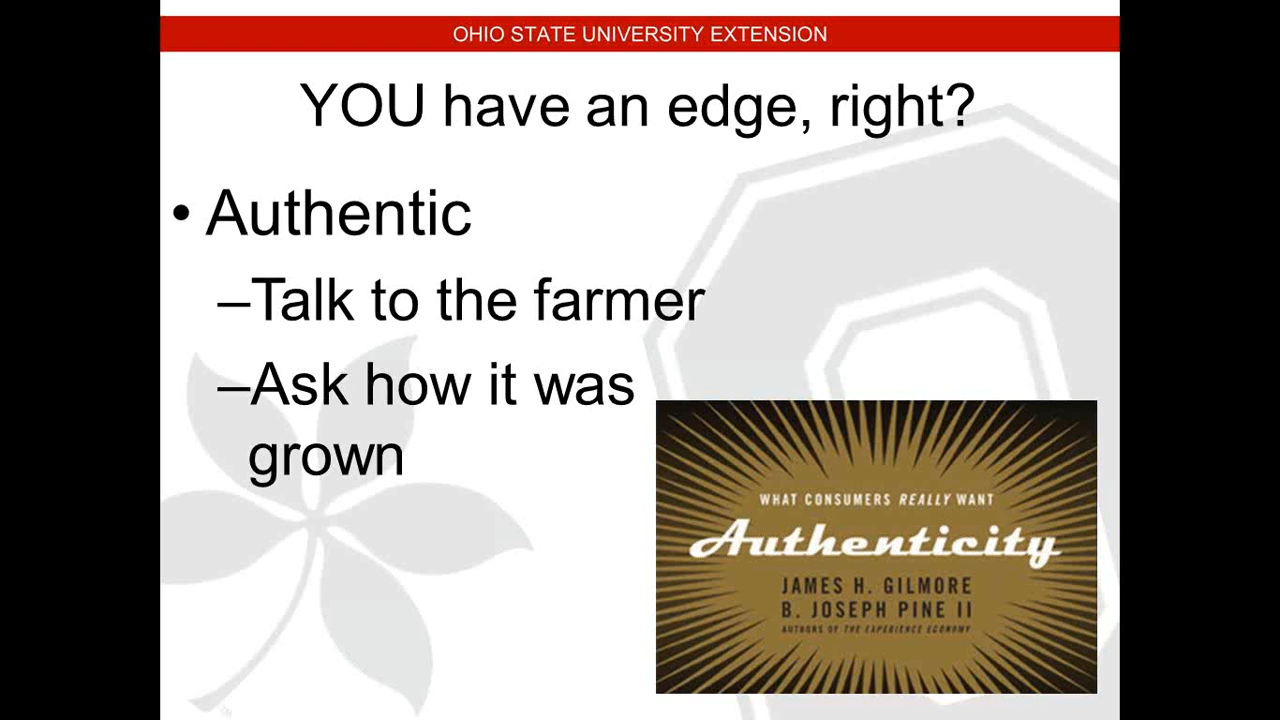 OHIO STATE UNIVERSITY EXTENSION
YOU have an edge, right?
• Authentic
–Talk to the farmer
–Ask how it was
grown
WHAT CONSUMERS REALLY WANT
Authenticity
JAMES H. GILMORE
B. JOSEPH PINE II
AUTHORS OF THE EXPERIENCE ECONOMY
TM